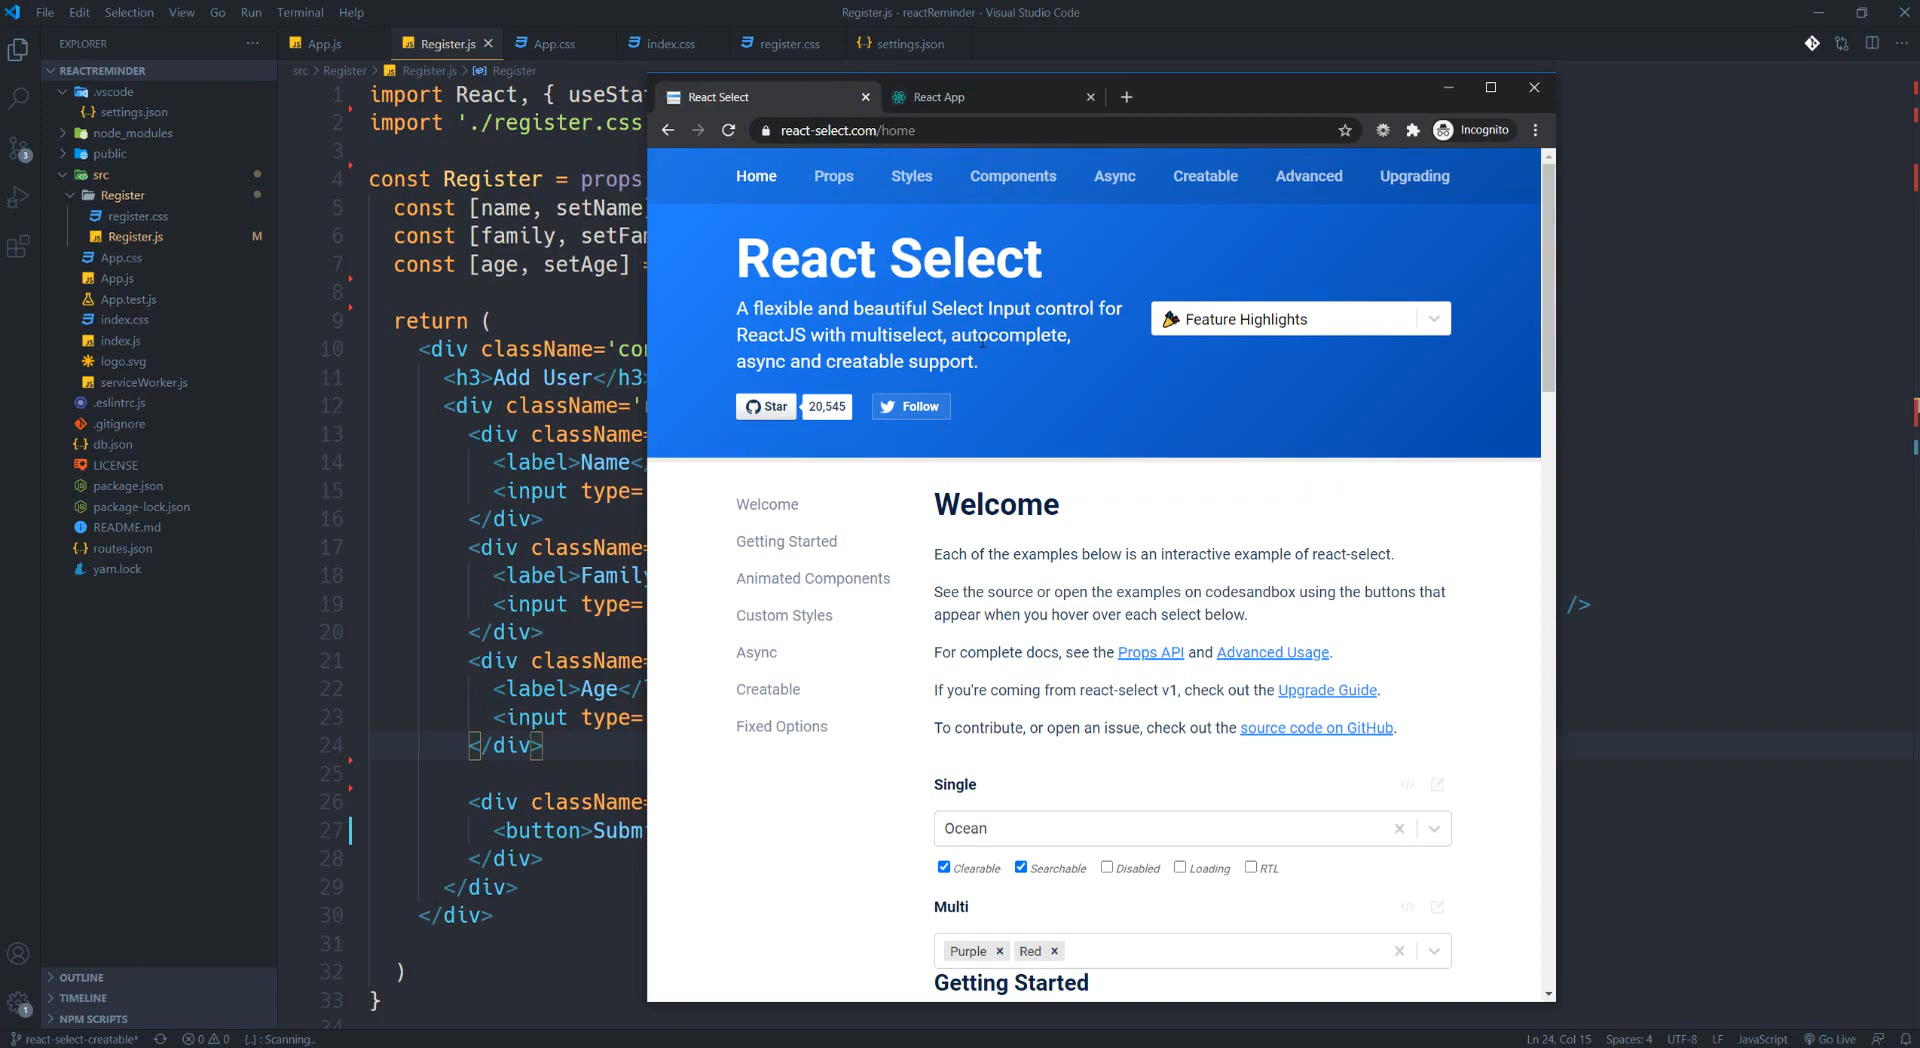 File Edit Selection View Go Run Terminal Help
Register.js - reactReminder - Visual Studio Code
EXPLORER
App.js
Register.js
App.css
index.css
register.css
settings.json
REACTREMINDER
.vscode
settings.json
node_modules
public
src
Register
register.css
Register.js M
App.css
App.js
App.test.js
index.css
index.js
logo.svg
serviceWorker.js
.eslintrc.js
.gitignore
db.json
LICENSE
package.json
package-lock.json
README.md
routes.json
yarn.lock
OUTLINE
TIMELINE
NPM SCRIPTS
src > Register > Register.js > Register
1 import React, { useSta
2 import './register.css
3
4 const Register = props
5 const [name, setName]
6 const [family, setFam
7 const [age, setAge] =
8
9 return (
10 <div className='con
11 <h3>Add User</h3>
12 <div className='r
13 <div className=
14 <label>Name</
15 <input type=
16 </div>
17 <div className=
18 <label>Family
19 <input type= />
20 </div>
21 <div className=
22 <label>Age</
23 <input type=
24 </div>
25
26 <div className=
27 <button>Subm
28 </div>
29 </div>
30 </div>
31
32 )
33 }
34
React Select
React App
react-select.com/home
Incognito
Home Props Styles Components Async Creatable Advanced Upgrading
React Select
A flexible and beautiful Select Input control for
ReactJS with multiselect, autocomplete,
async and creatable support.
Feature Highlights
Star 20,545 Follow
Welcome
Getting Started
Animated Components
Custom Styles
Async
Creatable
Fixed Options
Welcome
Each of the examples below is an interactive example of react-select.
See the source or open the examples on codesandbox using the buttons that
appear when you hover over each select below.
For complete docs, see the Props API and Advanced Usage.
If you're coming from react-select v1, check out the Upgrade Guide.
To contribute, or open an issue, check out the source code on GitHub.
Single
Ocean
Clearable Searchable Disabled Loading RTL
Multi
Purple Red
Getting Started
react-select-creatable* 0 0 {..} : Scanning..
Ln 24, Col 15 Spaces: 4 UTF-8 LF JavaScript Go Live
3
1